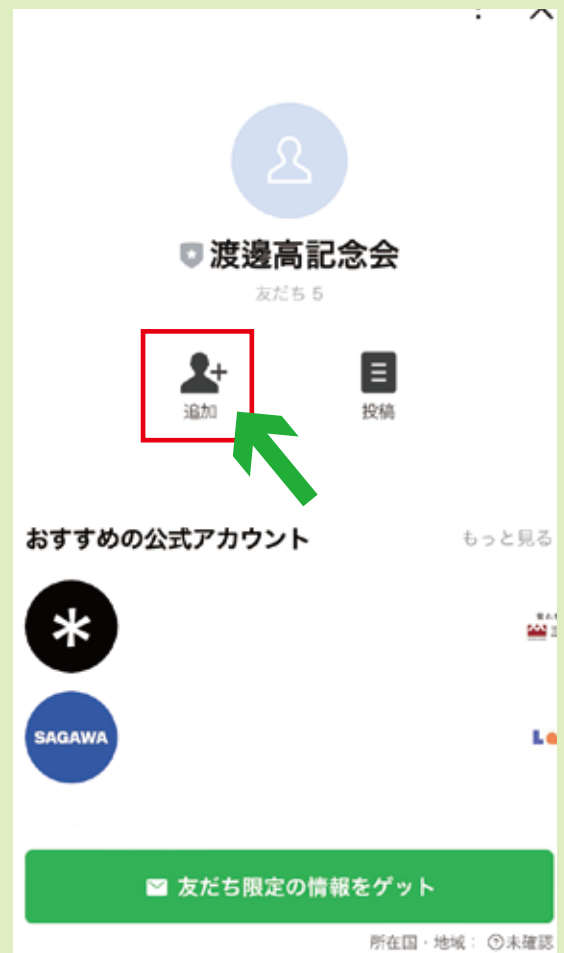 渡邊高記念会
友だち 5
追加
投稿
おすすめの公式アカウント
もっと見る
*
SAGAWA
友だち限定の情報をゲット
所在国・地域： ?未確認